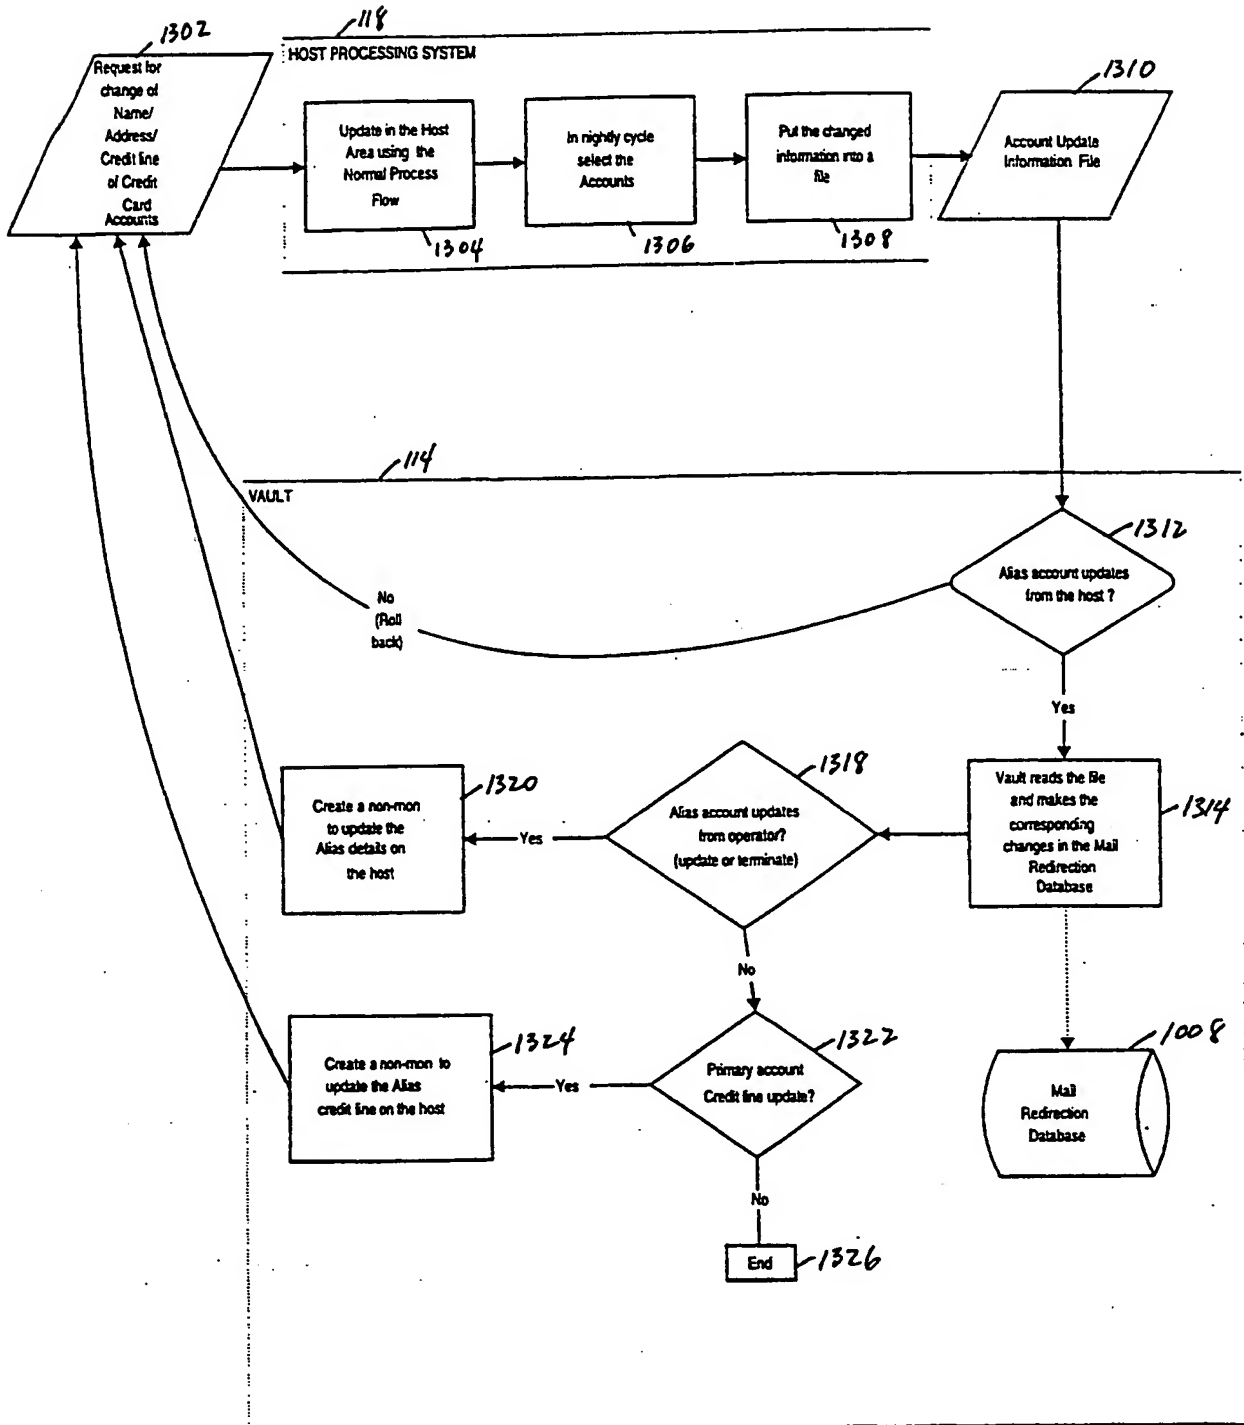 1302
Request for
change of
Name/
Address/
Credit line
of Credit
Card
Accounts
118
HOST PROCESSING SYSTEM
Update in the Host
Area using the
Normal Process
Flow
1304
In nightly cycle
select the
Accounts
1306
Put the changed
information into a
file
1308
1310
Account Update
Information File
114
VAULT
1312
Alias account updates
from the host ?
No
(Roll
back)
Yes
Vault reads the file
and makes the
corresponding
changes in the Mail
Redirection
Database
1314
1318
Alias account updates
from operator?
(update or terminate)
Yes
1320
Create a non-mon
to update the
Alias details on
the host
No
1322
Primary account
Credit line update?
Yes
1324
Create a non-mon to
update the Alias
credit line on the host
1008
Mail
Redirection
Database
No
End
1326